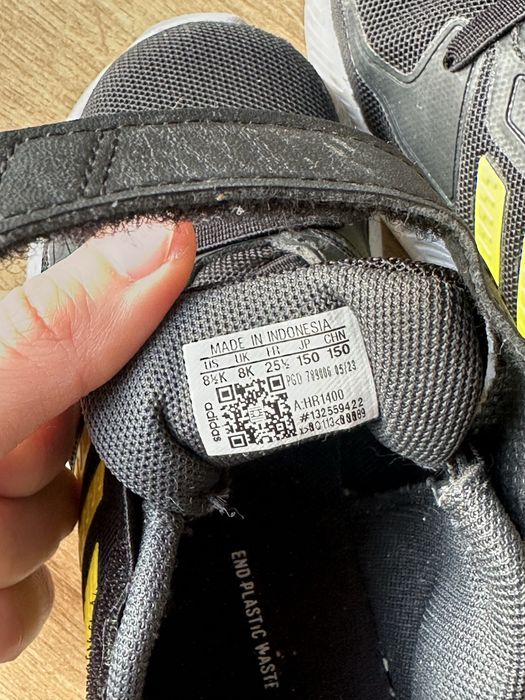 MADE IN INDONESIA
US UK FR JP CHN
8½K 8K 25½ 150 150
adidas
PGD 789006 05/23
A:HR1400
#132559422
END PLASTIC WASTE